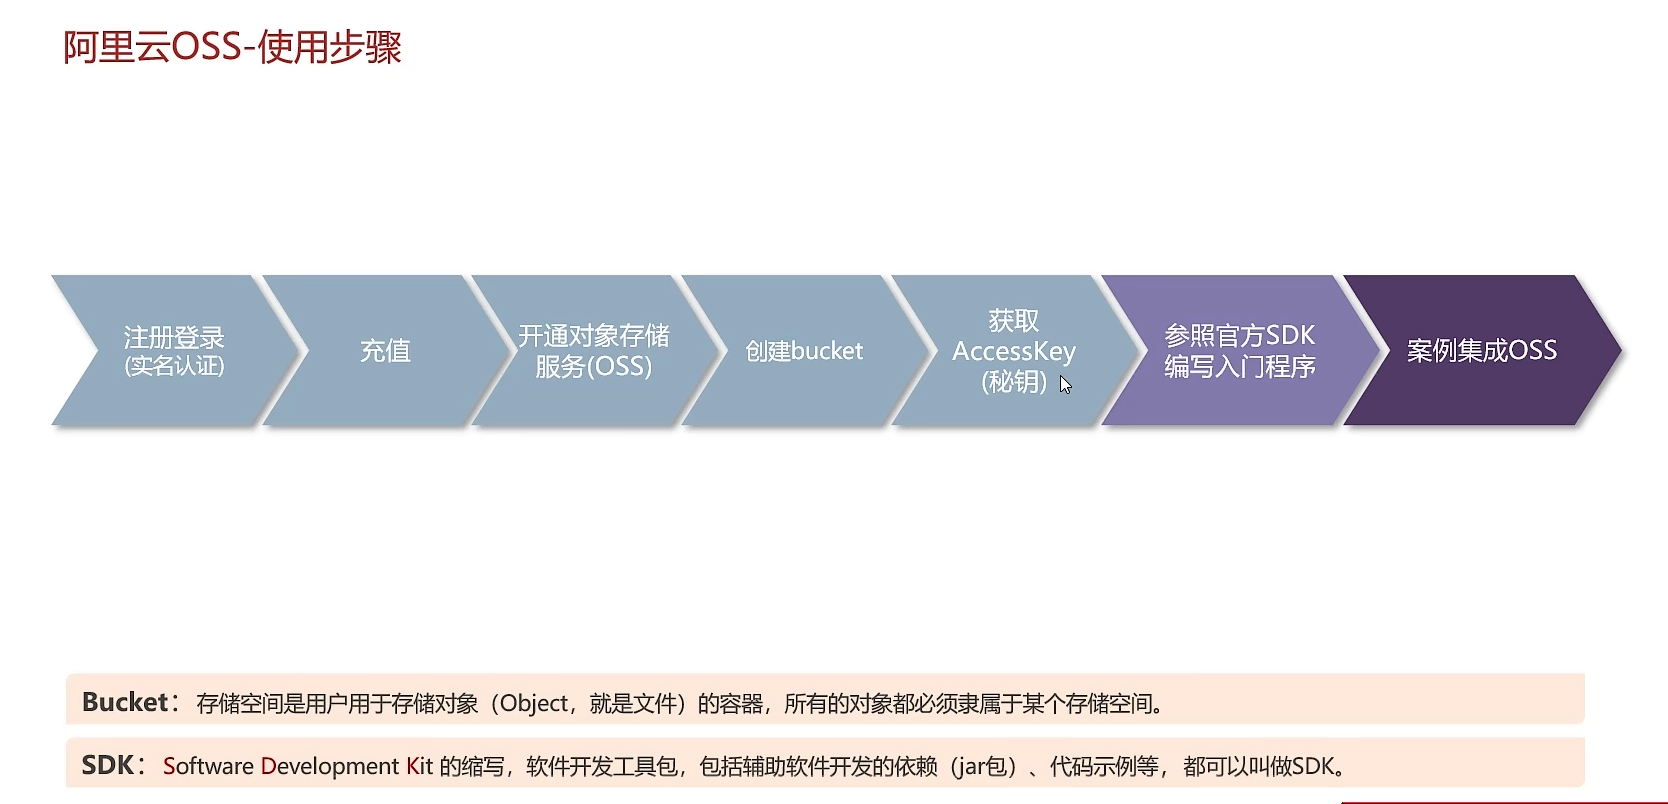 阿里云OSS-使用步骤
注册登录
(实名认证)
充值
开通对象存储
服务(OSS)
创建bucket
获取
AccessKey
(秘钥)
参照官方SDK
编写入门程序
案例集成OSS
Bucket：存储空间是用户用于存储对象（Object，就是文件）的容器，所有的对象都必须隶属于某个存储空间。
SDK：Software Development Kit 的缩写，软件开发工具包，包括辅助软件开发的依赖（jar包）、代码示例等，都可以叫做SDK。